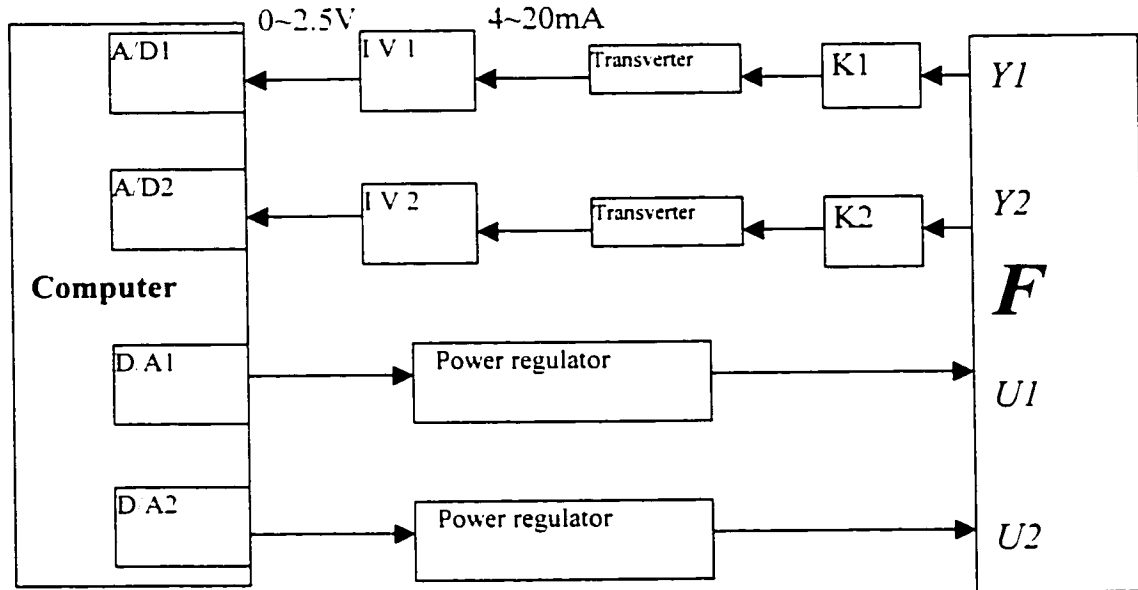 0~2.5V 4~20mA
A/D1 I V 1 Transverter K1 Y1
A/D2 I V 2 Transverter K2 Y2
Computer F
D A1 Power regulator U1
D A2 Power regulator U2